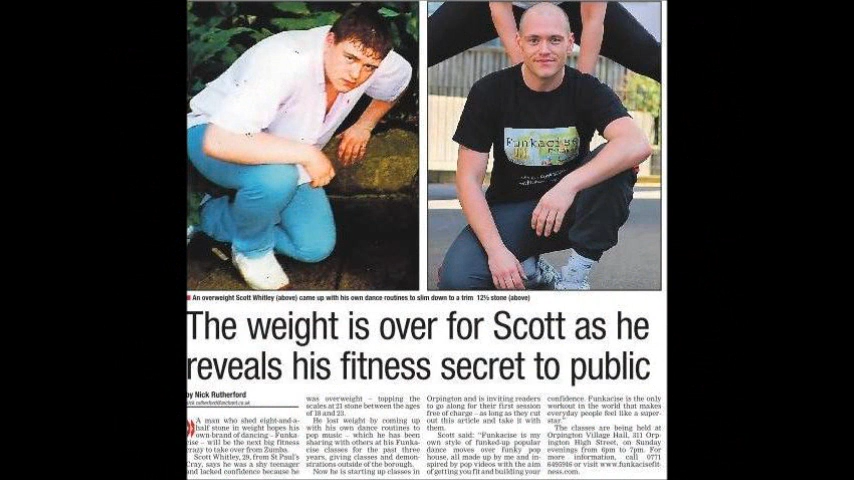 Funkacise
An overweight Scott Whitley (above) came up with his own dance routines to slim down to a trim 12½ stone (above)
The weight is over for Scott as he
reveals his fitness secret to public
by Nick Rutherford
A man who shed eight-and-a-
half stone in weight hopes his
own-brand of dancing – Funka-
cise – will be the next big fitness
crazy to take over from Zumba.
Scott Whitley, 29, from St Paul's
Cray, says he was a shy teenager
and lacked confidence because he
was overweight – topping the
scales at 21 stone between the ages
of 18 and 23.
He lost weight by coming up
with his own dance routines to
pop music – which he has been
sharing with others at his Funka-
cise classes for the past three
years, giving classes and demon-
strations outside of the borough.
Now he is starting up classes in
Orpington and is inviting readers
to go along for their first session
free of charge – as long as they cut
out this article and take it with
them.
Scott said: "Funkacise is my
own style of funked-up popular
dance moves over funky pop
house, all made up by me and in-
spired by pop videos with the aim
of getting you fit and building your
confidence. Funkacise is the only
workout in the world that makes
everyday people feel like a super-
star."
The classes are being held at
Orpington Village Hall, 311 Orp-
ington High Street, on Sunday
evenings from 6pm to 7pm. For
more information, call 0771
6495916 or visit www.funkacisefit-
ness.com.